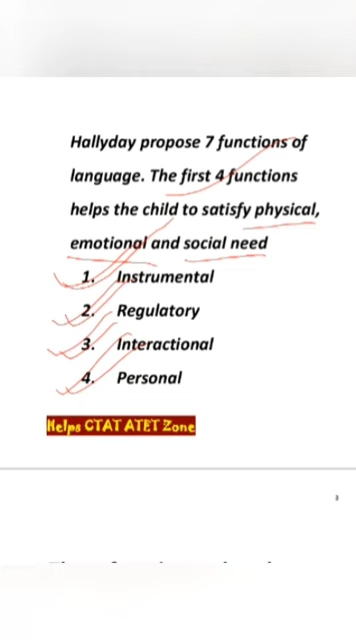 Hallyday propose 7 functions of
language. The first 4 functions
helps the child to satisfy physical,
emotional and social need
1. Instrumental
2. Regulatory
3. Interactional
4. Personal
Helps CTAT ATET Zone